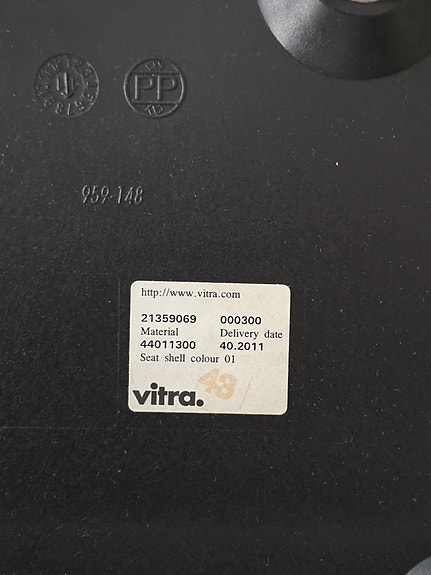 PP
959-148
http://www.vitra.com
21359069 000300
Material Delivery date
44011300 40.2011
Seat shell colour 01
vitra.
43